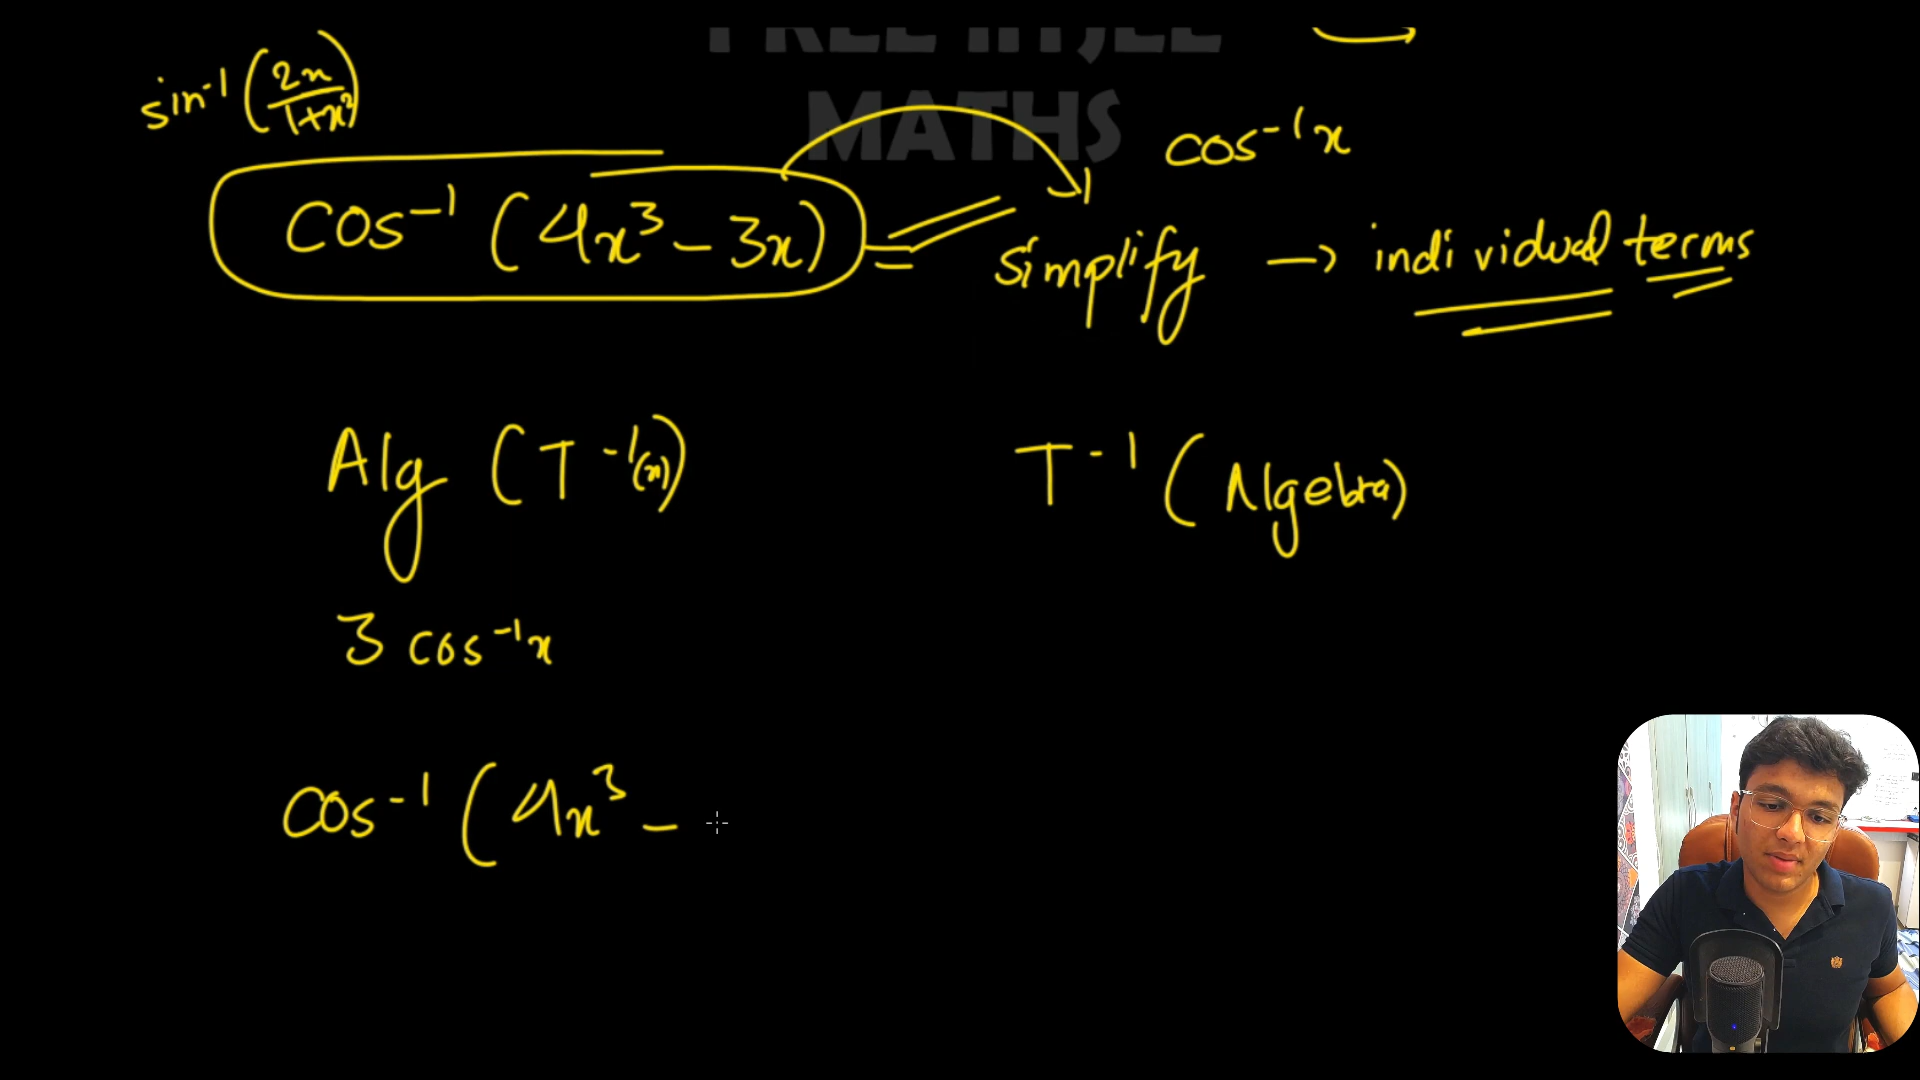 sin⁻¹ (2x/1+x²)
MATHS
cos⁻¹x
cos⁻¹ (4x³ – 3x) =
simplify → individual terms
Alg (T⁻¹(x))
T⁻¹ (Algebra)
3 cos⁻¹x
cos⁻¹ (4x³ –